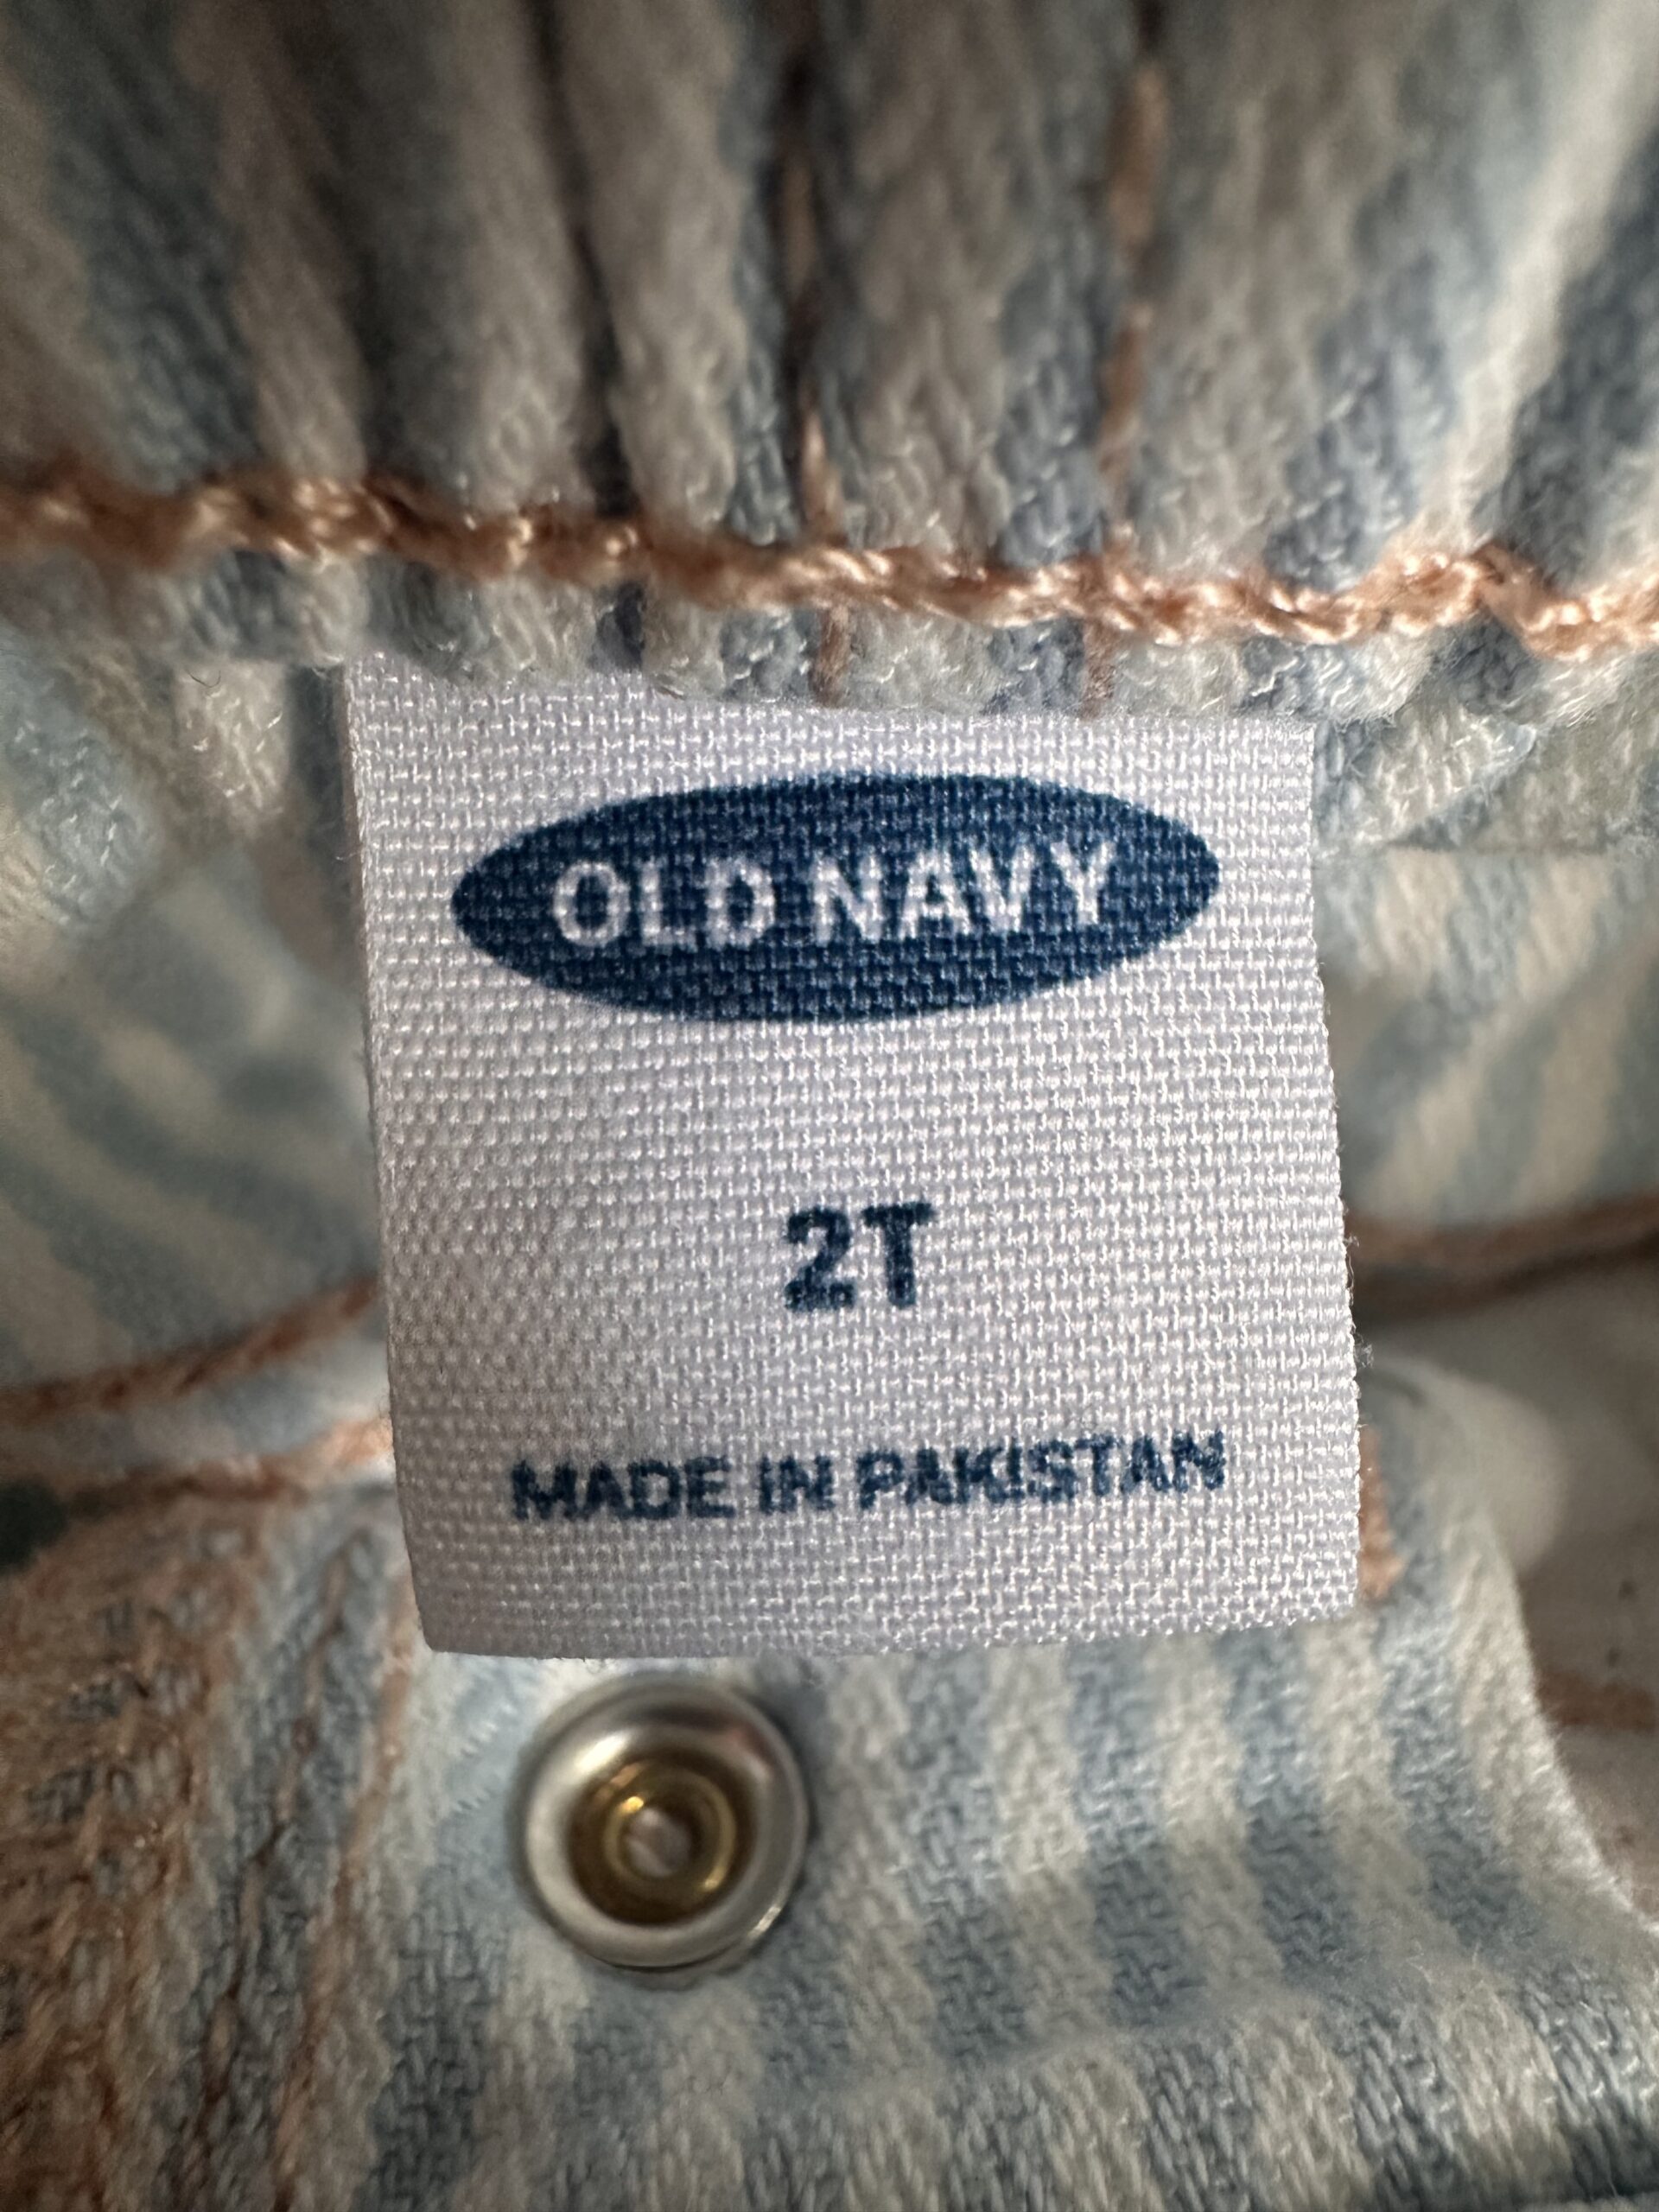 OLD NAVY
2T
MADE IN PAKISTAN